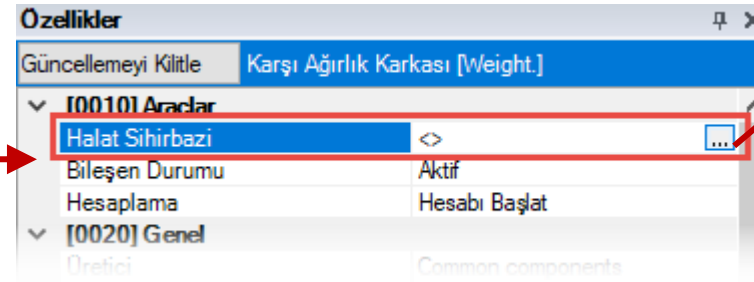 Özellikler
Güncellemeyi Kilitle Karşı Ağırlık Karkası [Weight.]
[0010] Araçlar
Halat Sihirbazi <> ...
Bileşen Durumu Aktif
Hesaplama Hesabı Başlat
[0020] Genel
Üretici Common components